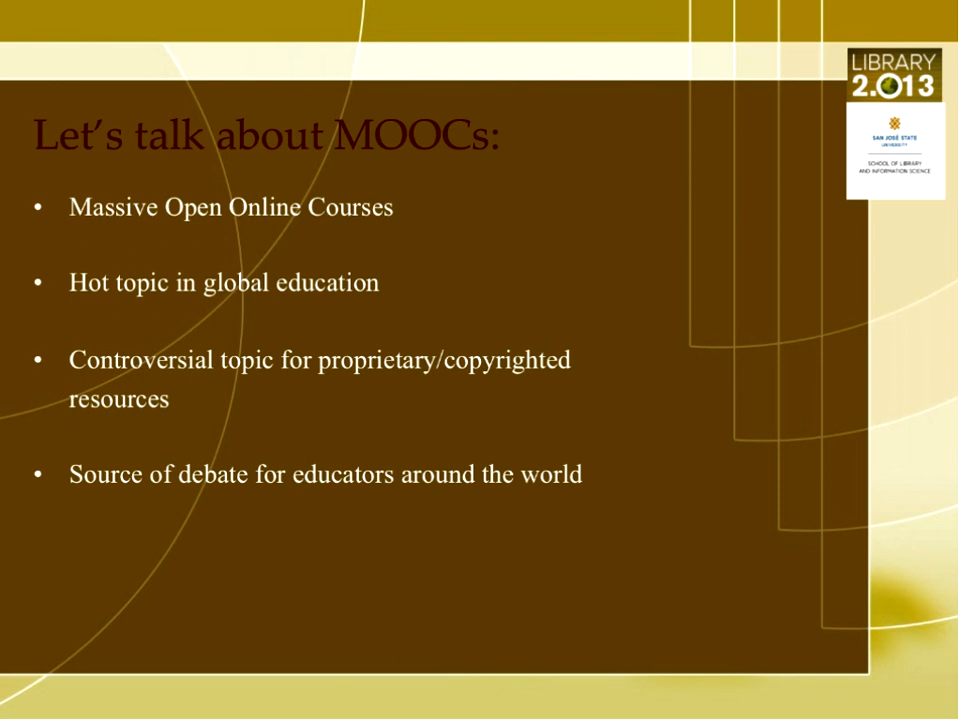 LIBRARY
2.013
SAN JOSÉ STATE
UNIVERSITY
SCHOOL OF LIBRARY
AND INFORMATION SCIENCE
Let’s talk about MOOCs:
• Massive Open Online Courses
• Hot topic in global education
• Controversial topic for proprietary/copyrighted
resources
• Source of debate for educators around the world